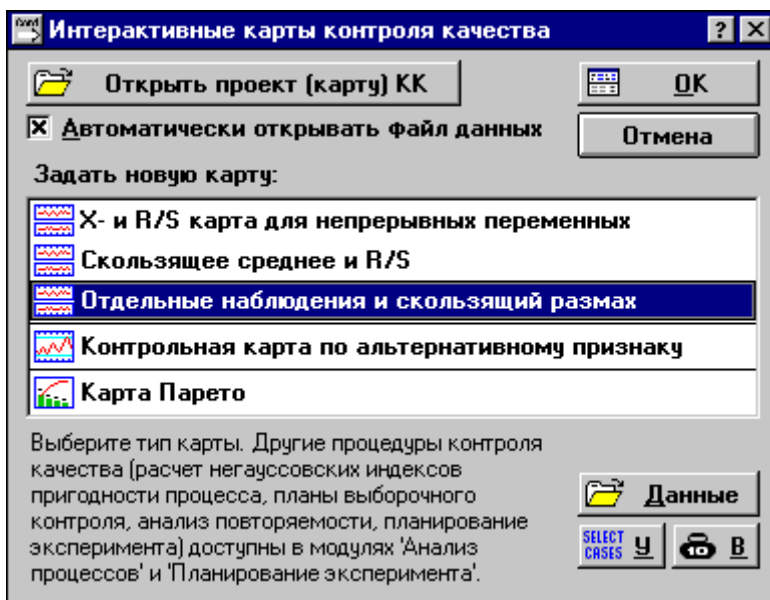 Интерактивные карты контроля качества
Открыть проект (карту) КК
OK
Автоматически открывать файл данных
Отмена
Задать новую карту:
X- и R/S карта для непрерывных переменных
Скользящее среднее и R/S
Отдельные наблюдения и скользящий размах
Контрольная карта по альтернативному признаку
Карта Парето
Выберите тип карты. Другие процедуры контроля
качества (расчет негауссовских индексов
пригодности процесса, планы выборочного
контроля, анализ повторяемости, планирование
эксперимента) доступны в модулях 'Анализ
процессов' и 'Планирование эксперимента'.
Данные
SELECT
CASES У
В